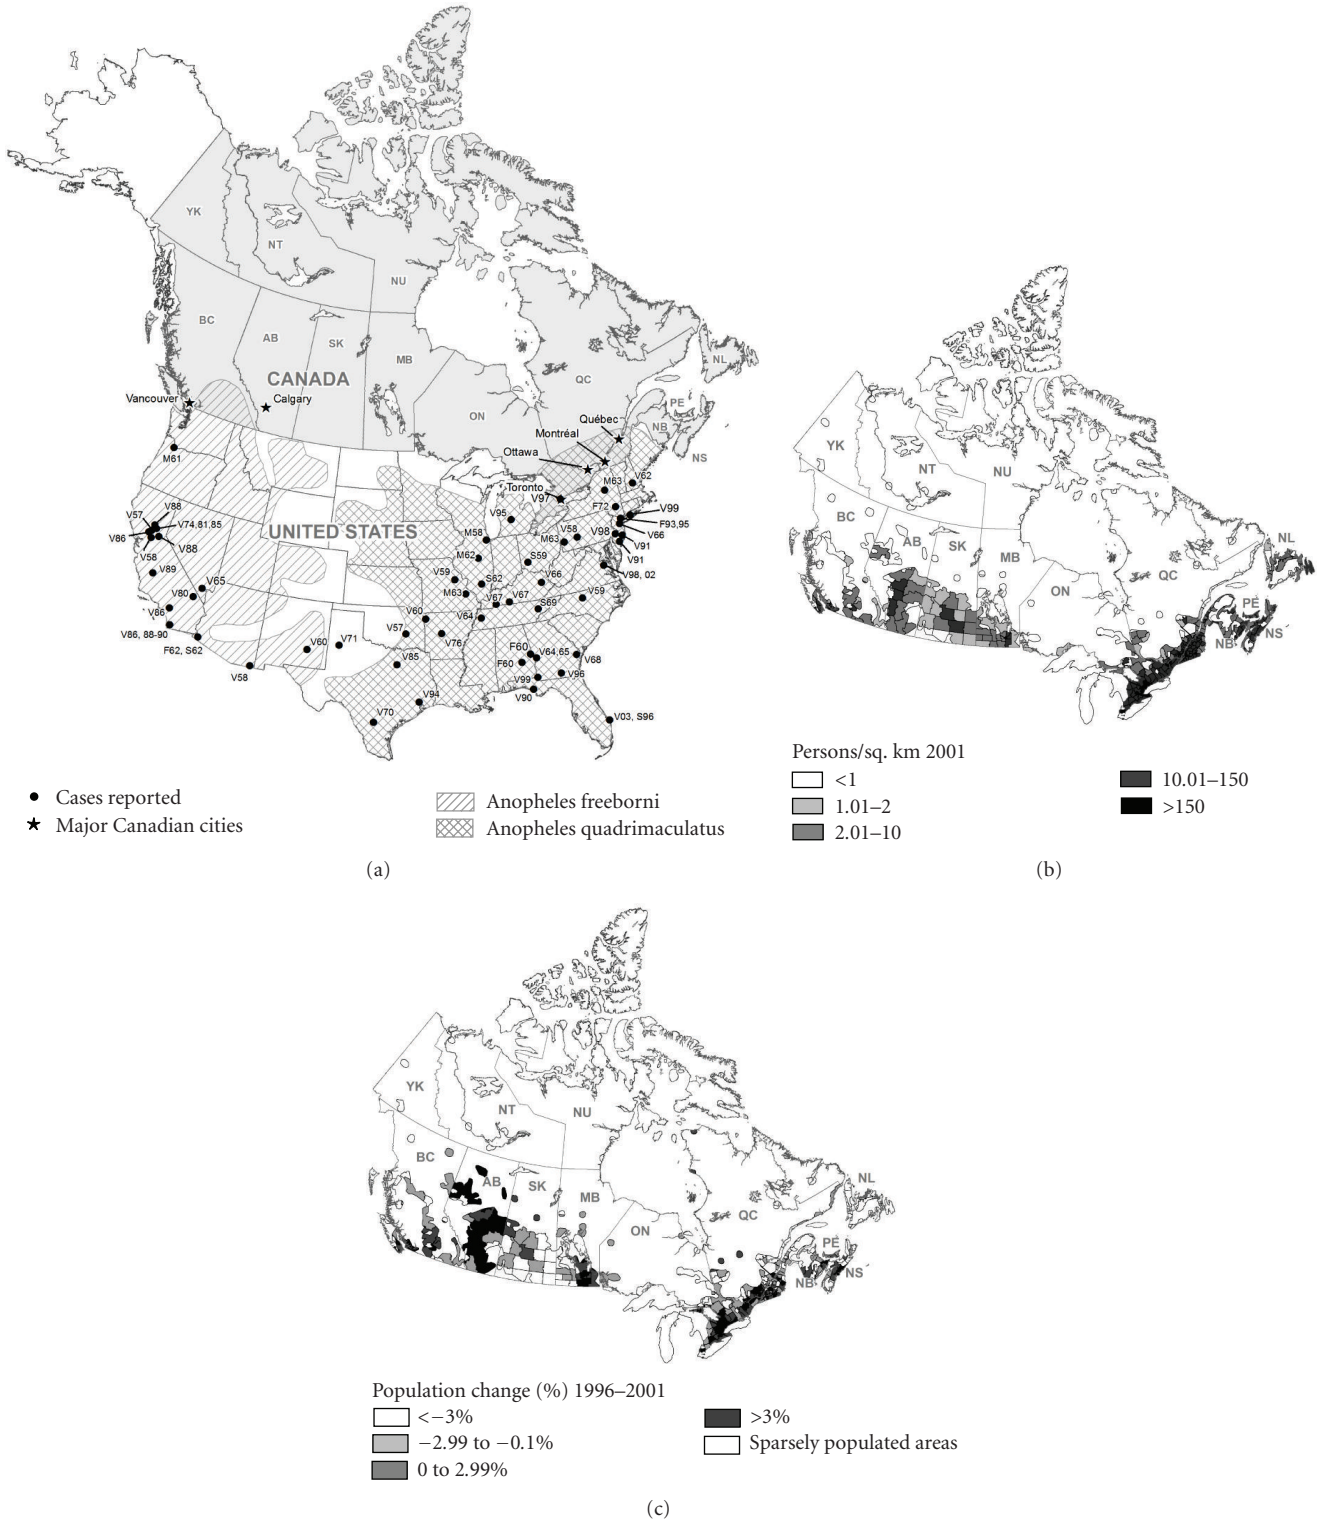 YK
NT
NU
BC
AB
SK
MB
CANADA
ON
QC
NL
PE
NB
NS
Vancouver
Calgary
Québec
Montréal
Ottawa
Toronto
V97
M61
M63
V62
V95
F72
V99
F93,95
V66
V98
V91
V91
V98, 02
V57
V88
V74,81,85
V86
V58
V88
UNITED STATES
M58
V58
M63
M62
S59
V89
V65
V59
S62
V66
V80
M63
V67
V67
S69
V59
V86
V60
V64
V86, 88-90
F62, S62
V57
V76
V60
V71
V58
V85
F60
V64,65
V68
F60
V99
V96
V90
V94
V70
V03, S96
Cases reported
Major Canadian cities
Anopheles freeborni
Anopheles quadrimaculatus
(a)
YK
NT
NU
BC
AB
SK
MB
ON
QC
NL
PE
NB
NS
Persons/sq. km 2001
<1
1.01–2
2.01–10
10.01–150
>150
(b)
YK
NT
NU
BC
AB
SK
MB
ON
QC
NL
PE
NB
NS
Population change (%) 1996–2001
<−3%
−2.99 to −0.1%
0 to 2.99%
>3%
Sparsely populated areas
(c)